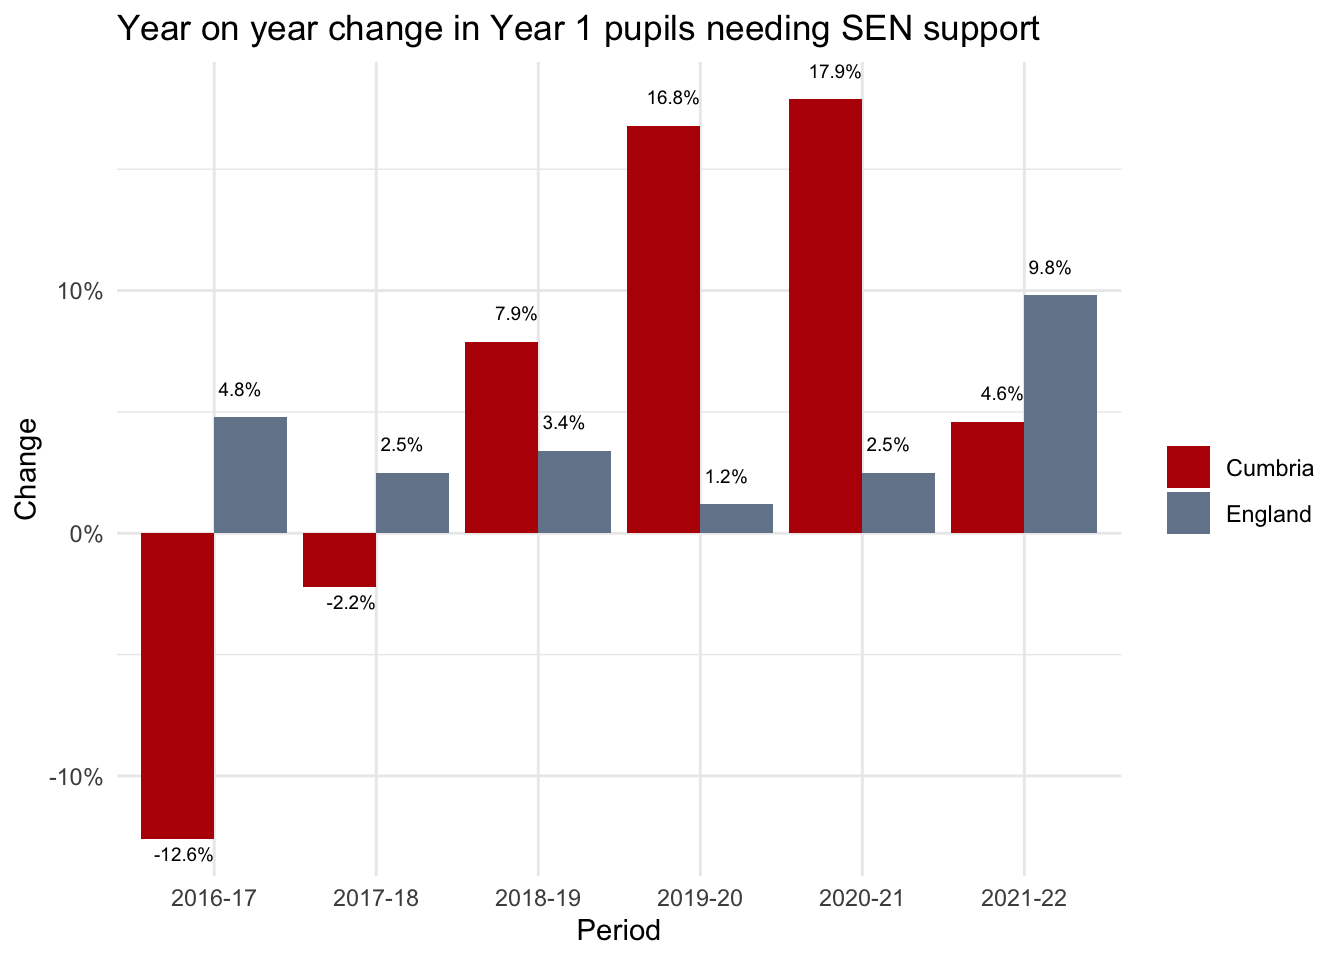 Year on year change in Year 1 pupils needing SEN support
17.9%
16.8%
10%
9.8%
7.9%
4.8%
4.6%
3.4%
2.5%
2.5%
1.2%
Change
Cumbria
England
0%
-2.2%
-10%
-12.6%
2016-17 2017-18 2018-19 2019-20 2020-21 2021-22
Period